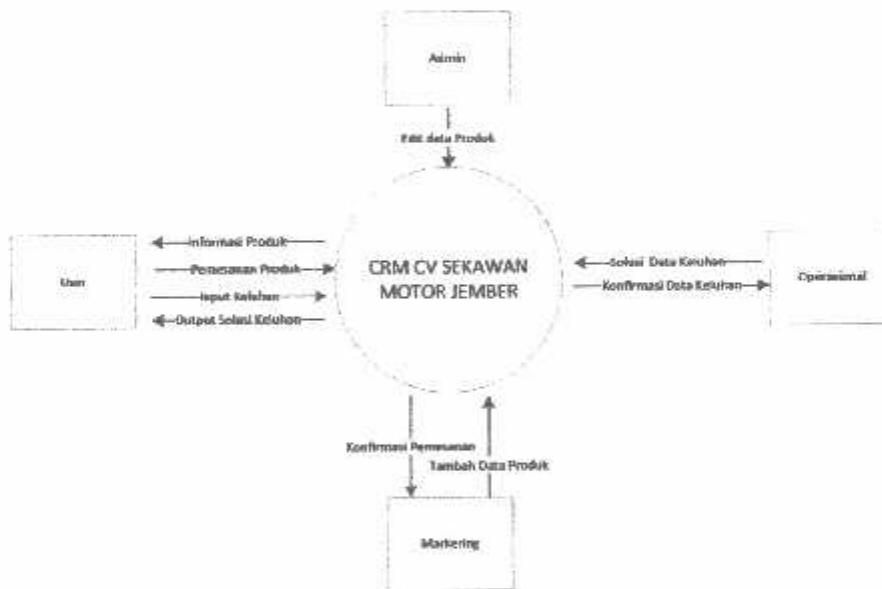 Admin
Edit data Produk
Informasi Produk
Pemesanan Produk
Input Keluhan
Output Solusi Keluhan
User
CRM CV SEKAWAN
MOTOR JEMBER
Solusi Data Keluhan
Konfirmasi Data Keluhan
Operasional
Konfirmasi Pemesanan
Tambah Data Produk
Markering